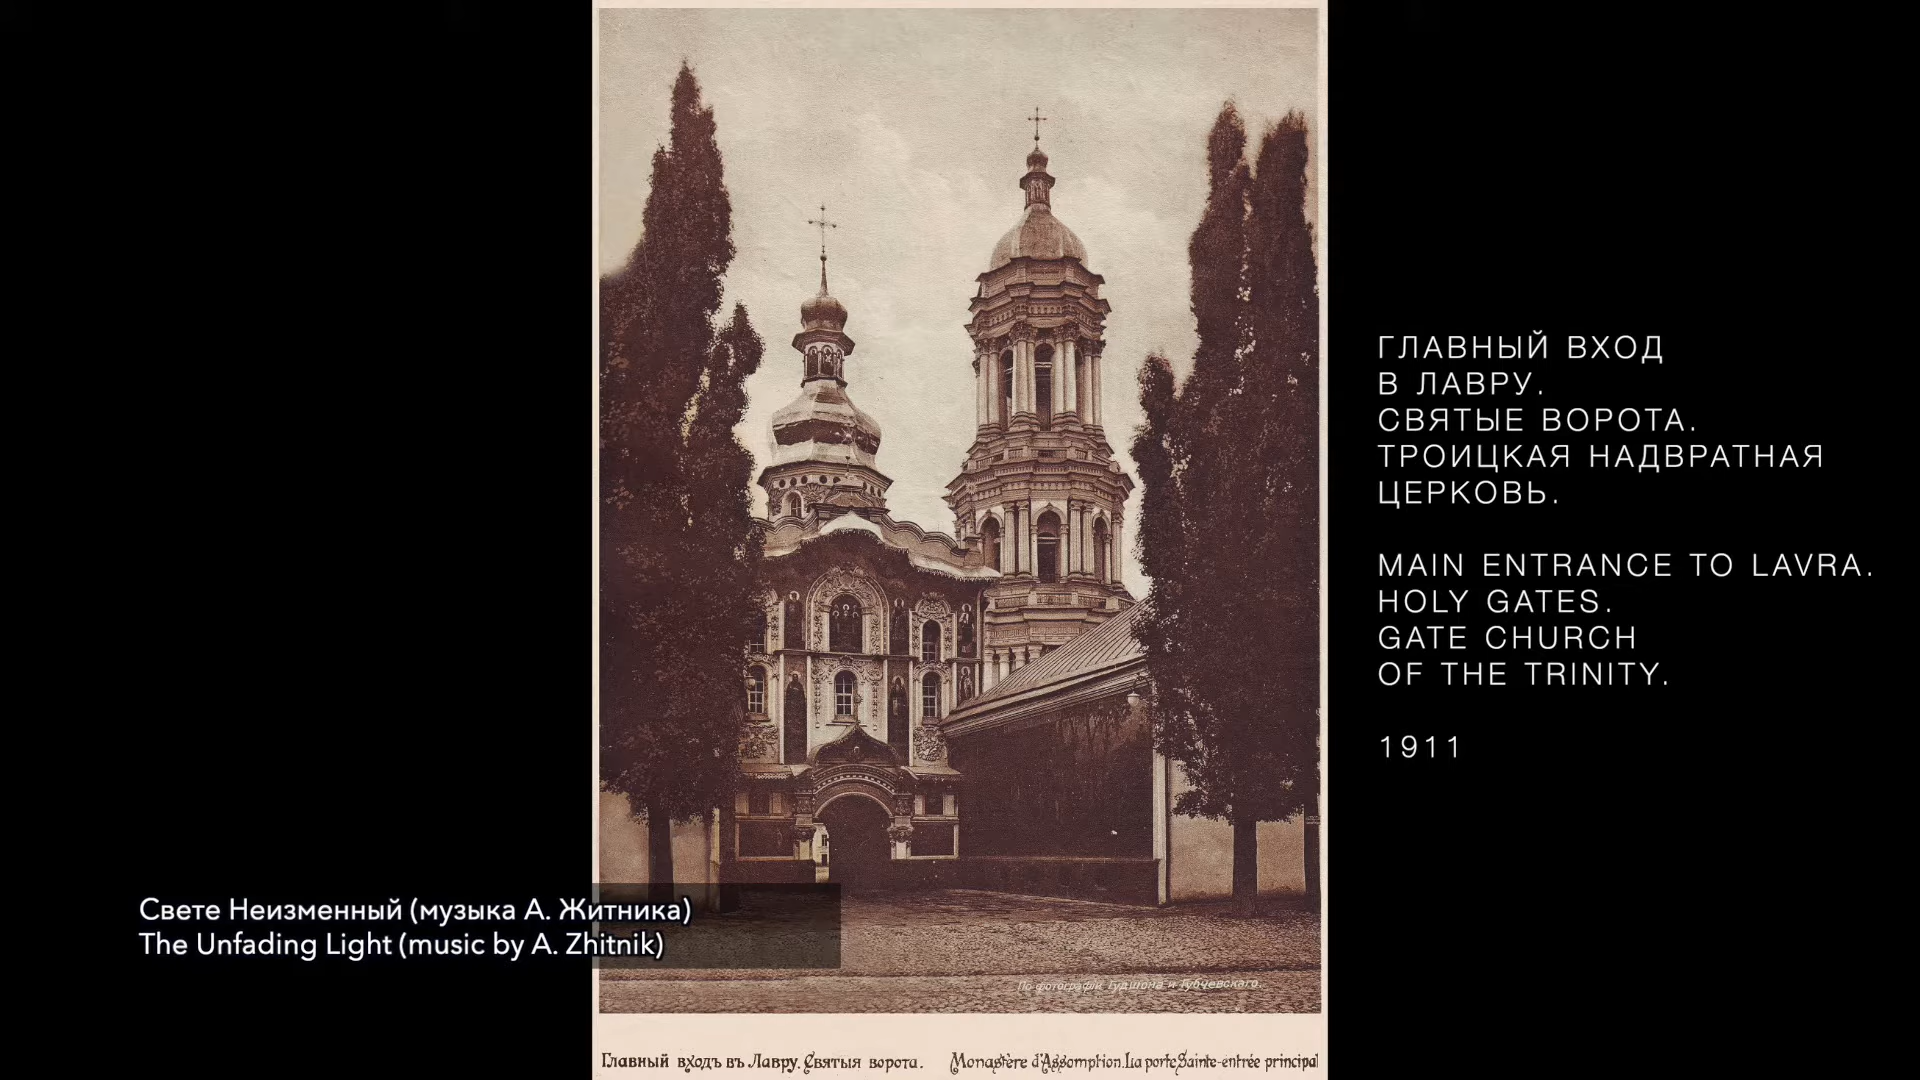 ГЛАВНЫЙ ВХОД
В ЛАВРУ.
СВЯТЫЕ ВОРОТА.
ТРОИЦКАЯ НАДВРАТНАЯ
ЦЕРКОВЬ.
MAIN ENTRANCE TO LAVRA.
HOLY GATES.
GATE CHURCH
OF THE TRINITY.
1911
Свете Неизменный (музыка А. Житника)
The Unfading Light (music by A. Zhitnik)
По фотографіи Гудшона и Губчевскаго.
Главный входъ въ Лавру. Святыя ворота. Monastère d'Assomption. La porte Sainte-entrée principal